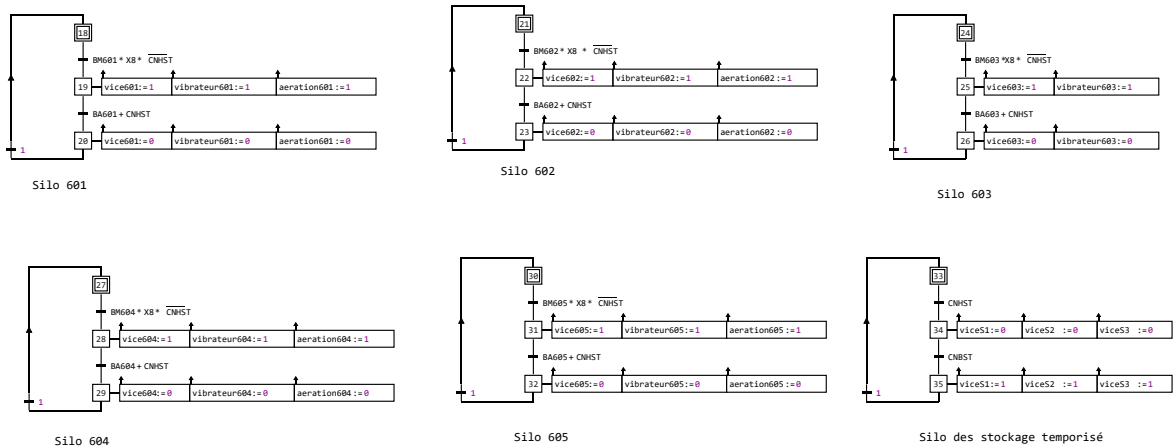 18
BM601 * X8 * CNHST
19 vice601:=1 vibrateur601:=1 aeration601:=1
BA601 + CNHST
20 vice601:=0 vibrateur601:=0 aeration601:=0
1
Silo 601
21
BM602 * X8 * CNHST
22 vice602:=1 vibrateur602:=1 aeration602:=1
BA602 + CNHST
23 vice602:=0 vibrateur602:=0 aeration602:=0
1
Silo 602
24
BM603 *X8 * CNHST
25 vice603:=1 vibrateur603:=1
BA603 + CNHST
26 vice603:=0 vibrateur603:=0
1
Silo 603
27
BM604 * X8 * CNHST
28 vice604:=1 vibrateur604:=1 aeration604:=1
BA604 + CNHST
29 vice604:=0 vibrateur604:=0 aeration604:=0
1
Silo 604
30
BM605 * X8 * CNHST
31 vice605:=1 vibrateur605:=1 aeration605:=1
BA605 + CNHST
32 vice605:=0 vibrateur605:=0 aeration605:=0
1
Silo 605
33
CNHST
34 viceS1:=0 viceS2 :=0 viceS3 :=0
CNBST
35 viceS1:=1 viceS2 :=1 viceS3 :=1
1
Silo des stockage temporisé